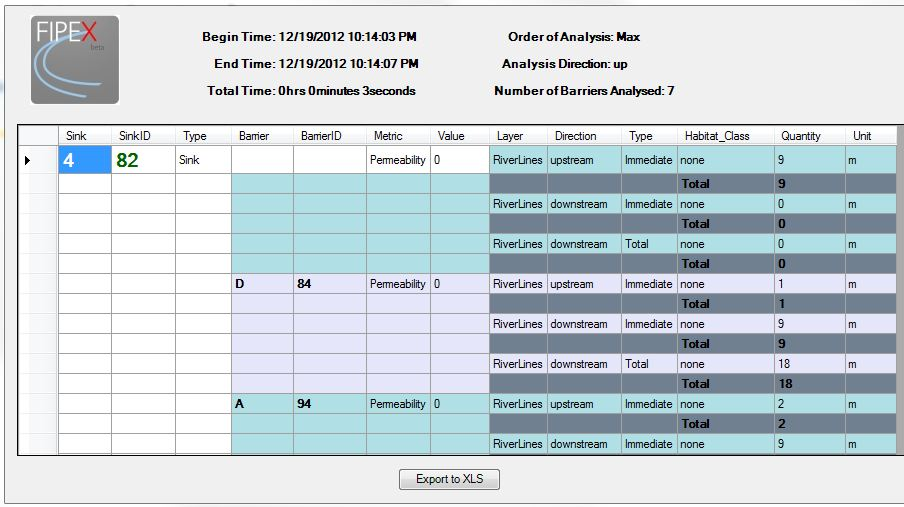 FIPEX
beta
Begin Time: 12/19/2012 10:14:03 PM Order of Analysis: Max
End Time: 12/19/2012 10:14:07 PM Analysis Direction: up
Total Time: 0hrs 0minutes 3seconds Number of Barriers Analysed: 7
Sink SinkID Type Barrier BarrierID Metric Value Layer Direction Type Habitat_Class Quantity Unit
4 82 Sink Permeability 0 RiverLines upstream Immediate none 9 m
Total 9
RiverLines downstream Immediate none 0 m
Total 0
RiverLines downstream Total none 0 m
Total 0
D 84 Permeability 0 RiverLines upstream Immediate none 1 m
Total 1
RiverLines downstream Immediate none 9 m
Total 9
RiverLines downstream Total none 18 m
Total 18
A 94 Permeability 0 RiverLines upstream Immediate none 2 m
Total 2
RiverLines downstream Immediate none 9 m
Export to XLS